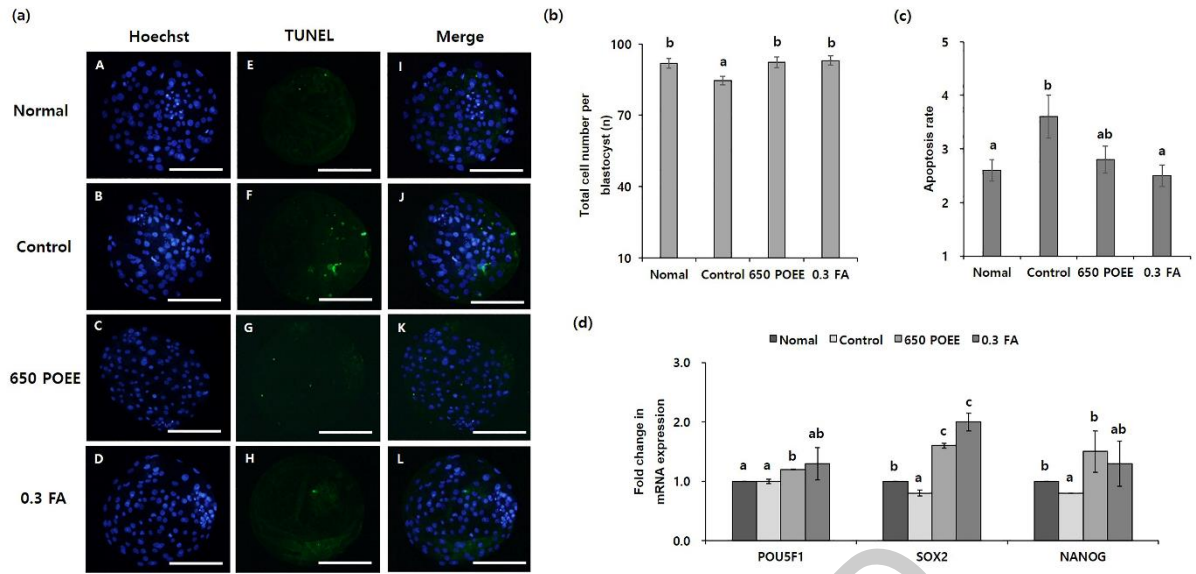 (a)
Hoechst TUNEL Merge
Normal
A E I
Control
B F J
650 POEE
C G K
0.3 FA
D H L
(b)
Total cell number per
blastocyst (n)
100
70
40
10
b a b b
Nomal Control 650 POEE 0.3 FA
(c)
Apoptosis rate
5
4
3
2
1
a b ab a
Nomal Control 650 POEE 0.3 FA
(d)
Nomal Control 650 POEE 0.3 FA
Fold change in
mRNA expression
3.0
2.0
1.0
0.0
a a b ab
b a c c
b a b ab
POU5F1 SOX2 NANOG